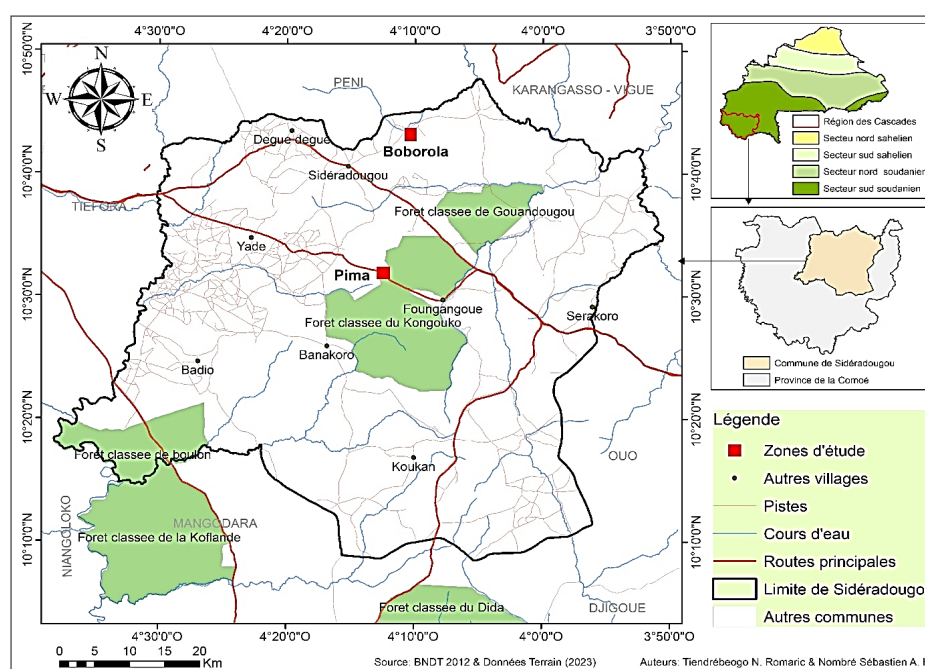 4°30'0"W
4°20'0"W
4°10'0"W
4°0'0"W
3°50'0"W
10°50'0"N
10°40'0"N
10°30'0"N
10°20'0"N
10°10'0"N
10°40'0"N
10°30'0"N
10°20'0"N
10°10'0"N
N
W
E
S
PENI
KARANGASSO - VIGUE
Degue degue
Boborola
Sidéradougou
TIEFORA
Foret classee de Gouandougou
Yade
Pima
Foungangoue
Serakoro
Foret classee du Kongouko
Banakoro
Badio
Foret classee de boulon
Koukan
OUO
NIANGOLOKO
MANGODARA
Foret classee de la Koflande
Foret classee du Dida
DJIGOUE
4°30'0"W
4°20'0"W
4°10'0"W
4°0'0"W
3°50'0"W
0
5
10
20
Km
Source: BNDT 2012 & Données Terrain (2023)
Auteurs: Tiendrébeogo N. Romaric & Nombré Sébastien A.
Région des Cascades
Secteu nord sahelien
Secteur sud sahelien
Secteur nord soudanier
Secteur sud soudanien
Commune de Sidéradougou
Province de la Comoé
Légende
Zones d'étude
Autres villages
Pistes
Cours d'eau
Routes principales
Limite de Sidéradougo
Autres communes